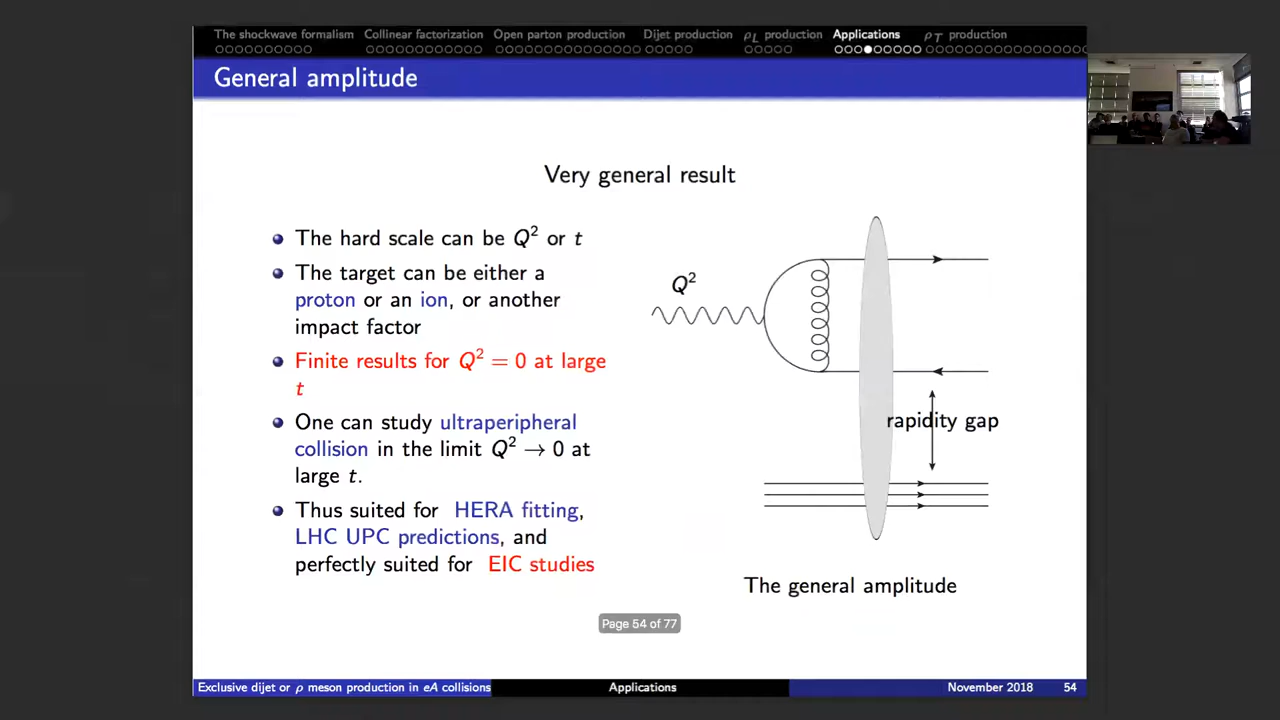 The shockwave formalism Collinear factorization Open parton production Dijet production ρL production Applications ρT production
General amplitude
Very general result
The hard scale can be Q² or t
The target can be either a
proton or an ion, or another
impact factor
Finite results for Q² = 0 at large
t
One can study ultraperipheral
collision in the limit Q² → 0 at
large t.
Thus suited for HERA fitting,
LHC UPC predictions, and
perfectly suited for EIC studies
Q²
rapidity gap
The general amplitude
Page 54 of 77
Exclusive dijet or ρ meson production in eA collisions Applications November 2018 54